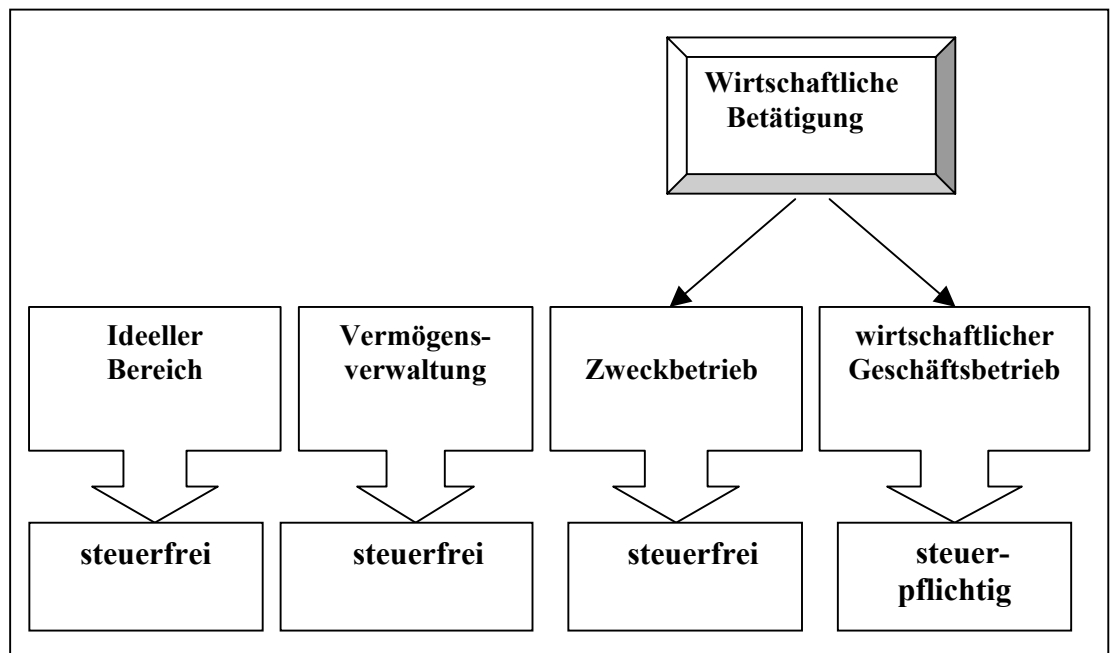 Wirtschaftliche
Betätigung
Ideeller
Bereich
Vermögens-
verwaltung
Zweckbetrieb
wirtschaftlicher
Geschäftsbetrieb
steuerfrei
steuerfrei
steuerfrei
steuer-
pflichtig